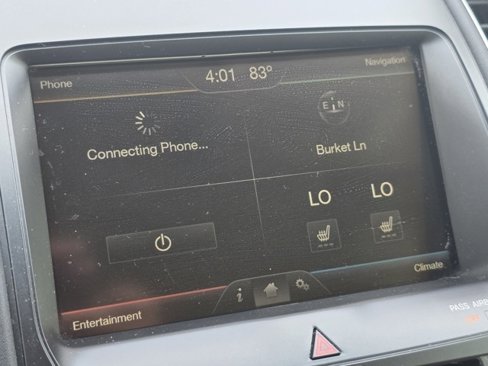 Phone
4:01 83°
Navigation
Connecting Phone...
E N
Burket Ln
LO LO
i
Entertainment
Climate
PASS AIRB